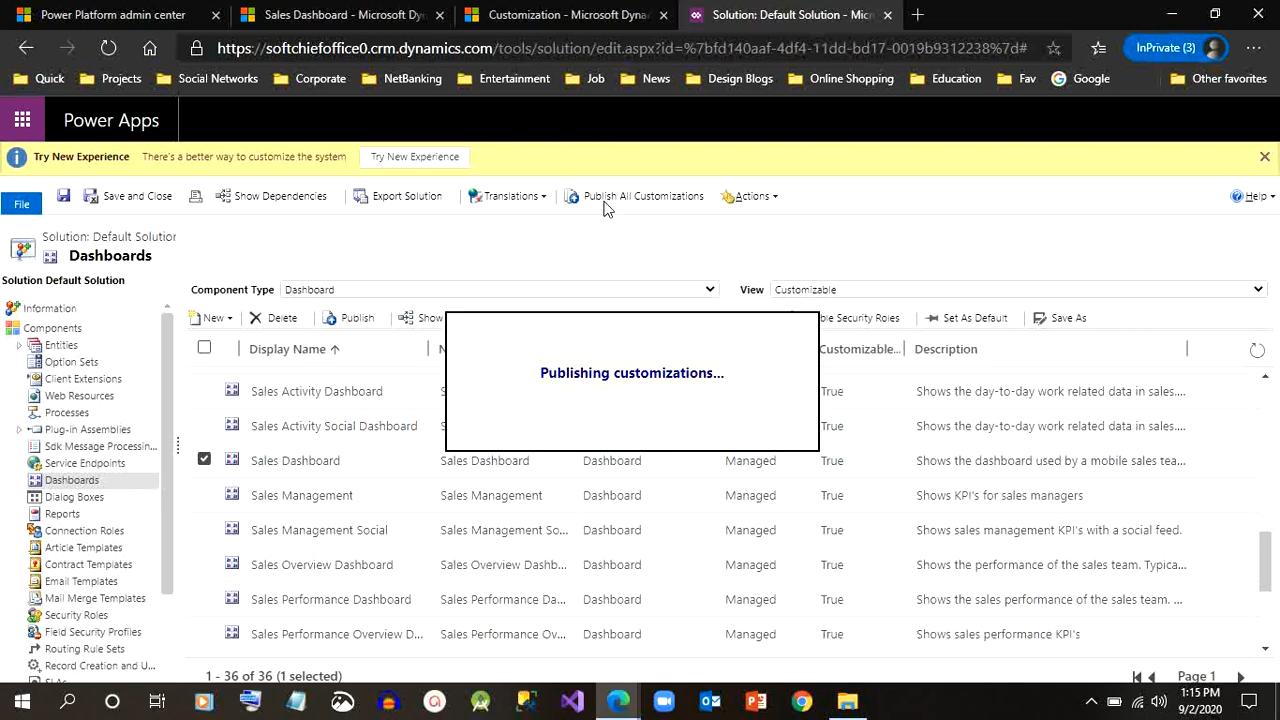 Power Platform admin center
Sales Dashboard - Microsoft Dy
Customization - Microsoft Dyna
Solution: Default Solution - Micr
https://softchiefoffice0.crm.dynamics.com/tools/solution/edit.aspx?id=%7bfd140aaf-4df4-11dd-bd17-0019b9312238%7d#
InPrivate (3)
Quick
Projects
Social Networks
Corporate
NetBanking
Entertainment
Job
News
Design Blogs
Online Shopping
Education
Fav
Google
Other favorites
Power Apps
Try New Experience There's a better way to customize the system Try New Experience
File
Save and Close
Show Dependencies
Export Solution
Translations
Publish All Customizations
Actions
Help
Solution: Default Solution
Dashboards
Solution Default Solution
Information
Components
Entities
Option Sets
Client Extensions
Web Resources
Processes
Plug-in Assemblies
Sdk Message Processin...
Service Endpoints
Dashboards
Dialog Boxes
Reports
Connection Roles
Article Templates
Contract Templates
Email Templates
Mail Merge Templates
Security Roles
Field Security Profiles
Routing Rule Sets
Record Creation and U...
SLAs
Component Type Dashboard View Customizable
New Delete Publish Show ble Security Roles Set As Default Save As
Display Name N Customizable... Description
Sales Activity Dashboard S True Shows the day-to-day work related data in sales....
Sales Activity Social Dashboard S True Shows the day-to-day work related data in sales....
Sales Dashboard Sales Dashboard Dashboard Managed True Shows the dashboard used by a mobile sales tea...
Sales Management Sales Management Dashboard Managed True Shows KPI's for sales managers
Sales Management Social Sales Management So... Dashboard Managed True Shows sales management KPI's with a social feed.
Sales Overview Dashboard Sales Overview Dashb... Dashboard Managed True Shows the performance of the sales team. Typica...
Sales Performance Dashboard Sales Performance Da... Dashboard Managed True Shows the sales performance of the sales team. ...
Sales Performance Overview D... Sales Performance Ov... Dashboard Managed True Shows sales performance KPI's
Publishing customizations...
1 - 36 of 36 (1 selected) Page 1
1:15 PM
9/2/2020